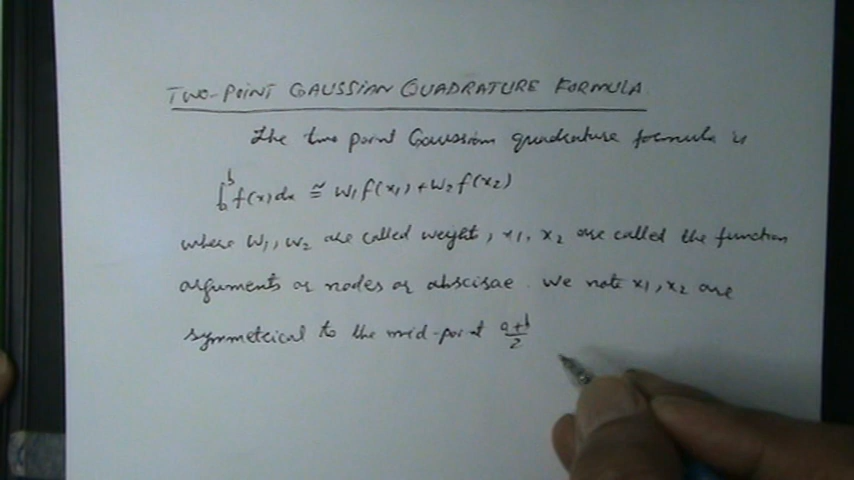 TWO-POINT GAUSSIAN QUADRATURE FORMULA
The two point Gaussian quadrature formula is
∫_b^b f(x)dx ≅ W1 f(x1) + W2 f(x2)
where W1, W2 are called weight, x1, x2 are called the function
arguments or nodes or abscisae. We note x1, x2 are
symmetrical to the mid-point a+b/2